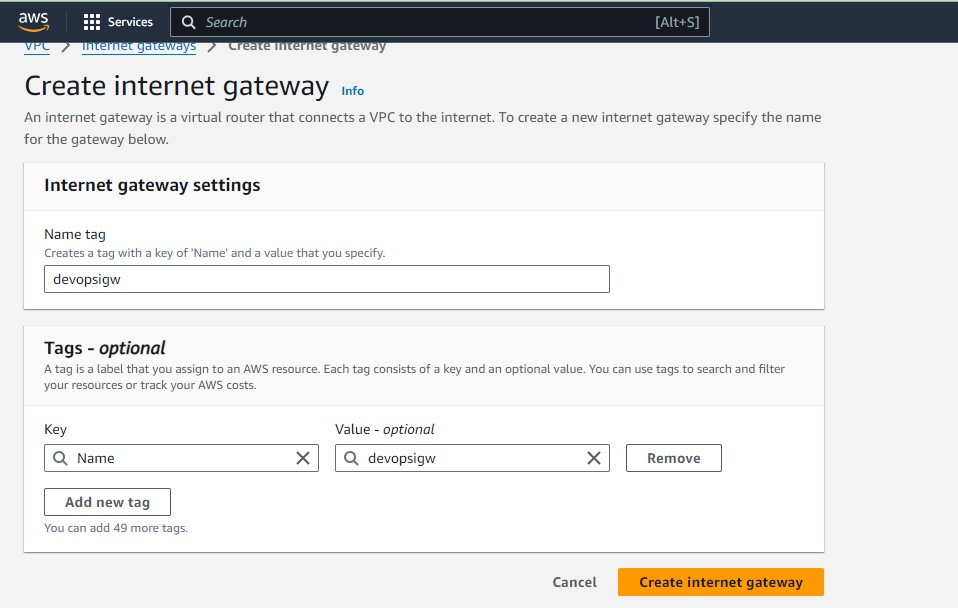 aws
Services
Search
[Alt+S]
VPC
Internet gateways
Create internet gateway
Create internet gateway
Info
An internet gateway is a virtual router that connects a VPC to the internet. To create a new internet gateway specify the name
for the gateway below.
Internet gateway settings
Name tag
Creates a tag with a key of 'Name' and a value that you specify.
devopsigw
Tags - optional
A tag is a label that you assign to an AWS resource. Each tag consists of a key and an optional value. You can use tags to search and filter
your resources or track your AWS costs.
Key
Value - optional
Name
devopsigw
Remove
Add new tag
You can add 49 more tags.
Cancel
Create internet gateway